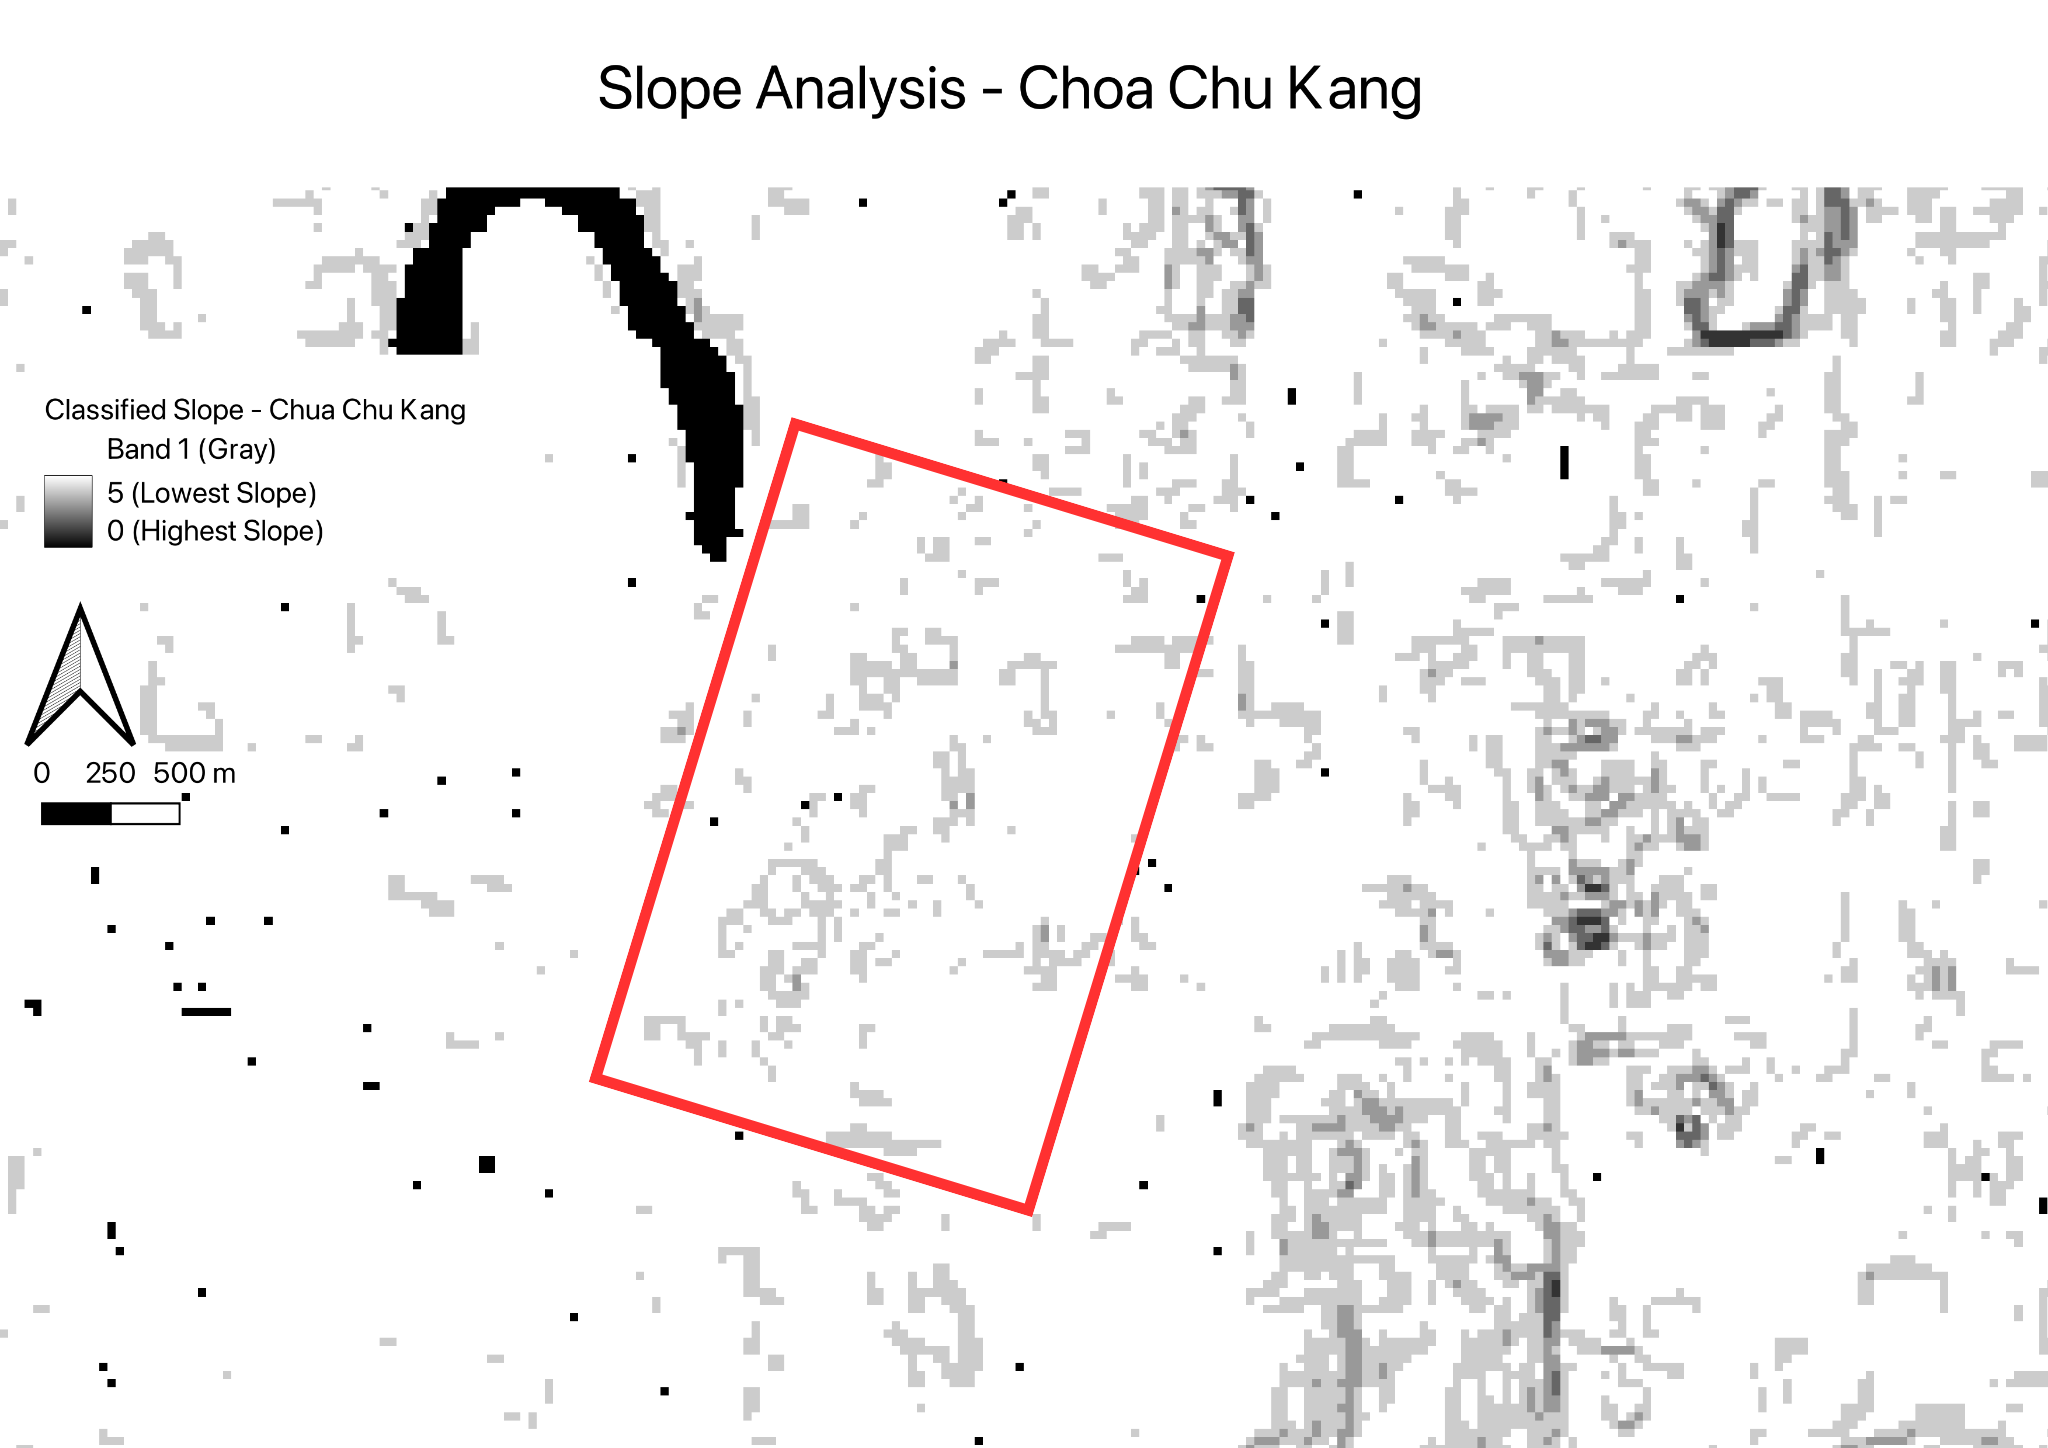 Slope Analysis - Choa Chu Kang
Classified Slope - Chua Chu Kang
Band 1 (Gray)
5 (Lowest Slope)
0 (Highest Slope)
0 250 500 m